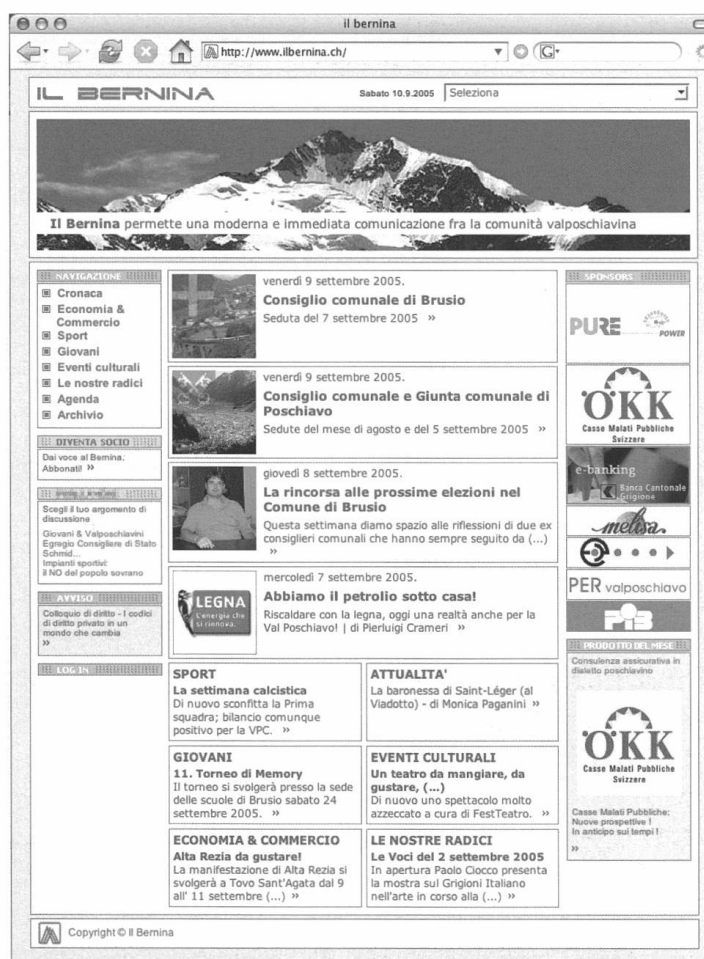 il bernina
http://www.ilbernina.ch/
G
IL BERNINA
Sabato 10.9.2005
Seleziona
Il Bernina permette una moderna e immediata comunicazione fra la comunità valposchiavina
NAVIGAZIONE
Cronaca
Economia &
Commercio
Sport
Giovani
Eventi culturali
Le nostre radici
Agenda
Archivio
DIVENTA SOCIO
Dai voce al Bernina.
Abbonati! »
Scegli il tuo argomento di
discussione
Giovani & Valposchiavini
Egregio Consigliere di Stato
Schmid...
Impianti sportivi:
il NO del popolo sovrano
AVVISO
Colloquio di diritto - I codici
di diritto privato in un
mondo che cambia
»
LOG IN
venerdì 9 settembre 2005.
Consiglio comunale di Brusio
Seduta del 7 settembre 2005 »
venerdì 9 settembre 2005.
Consiglio comunale e Giunta comunale di
Poschiavo
Sedute del mese di agosto e del 5 settembre 2005 »
giovedì 8 settembre 2005.
La rincorsa alle prossime elezioni nel
Comune di Brusio
Questa settimana diamo spazio alle riflessioni di due ex
consiglieri comunali che hanno sempre seguito da (...)
»
LEGNA
L'energia che
si rinnova.
mercoledì 7 settembre 2005.
Abbiamo il petrolio sotto casa!
Riscaldare con la legna, oggi una realtà anche per la
Val Poschiavo! | di Pierluigi Crameri »
SPORT
La settimana calcistica
Di nuovo sconfitta la Prima
squadra; bilancio comunque
positivo per la VPC. »
ATTUALITA'
La baronessa di Saint-Léger (al
Viadotto) - di Monica Paganini »
GIOVANI
11. Torneo di Memory
Il torneo si svolgerà presso la sede
delle scuole di Brusio sabato 24
settembre 2005. »
EVENTI CULTURALI
Un teatro da mangiare, da
gustare, (...)
Di nuovo uno spettacolo molto
azzeccato a cura di FestTeatro. »
ECONOMIA & COMMERCIO
Alta Rezia da gustare!
La manifestazione di Alta Rezia si
svolgerà a Tovo Sant'Agata dal 9
all' 11 settembre (...) »
LE NOSTRE RADICI
Le Voci del 2 settembre 2005
In apertura Paolo Ciocco presenta
la mostra sul Grigioni Italiano
nell'arte in corso alla (...) »
SPONSORS
PURE
POWER
ÖKK
Casse Malati Pubbliche
Svizzere
e-banking
Banca Cantonale
Grigione
melisa
PER valposchiavo
PRODOTTO DEL MESE
Consulenza assicurativa in
dialetto poschiavino
ÖKK
Casse Malati Pubbliche
Svizzere
Casse Malati Pubbliche:
Nuove prospettive !
In anticipo sui tempi !
»
Copyright © Il Bernina